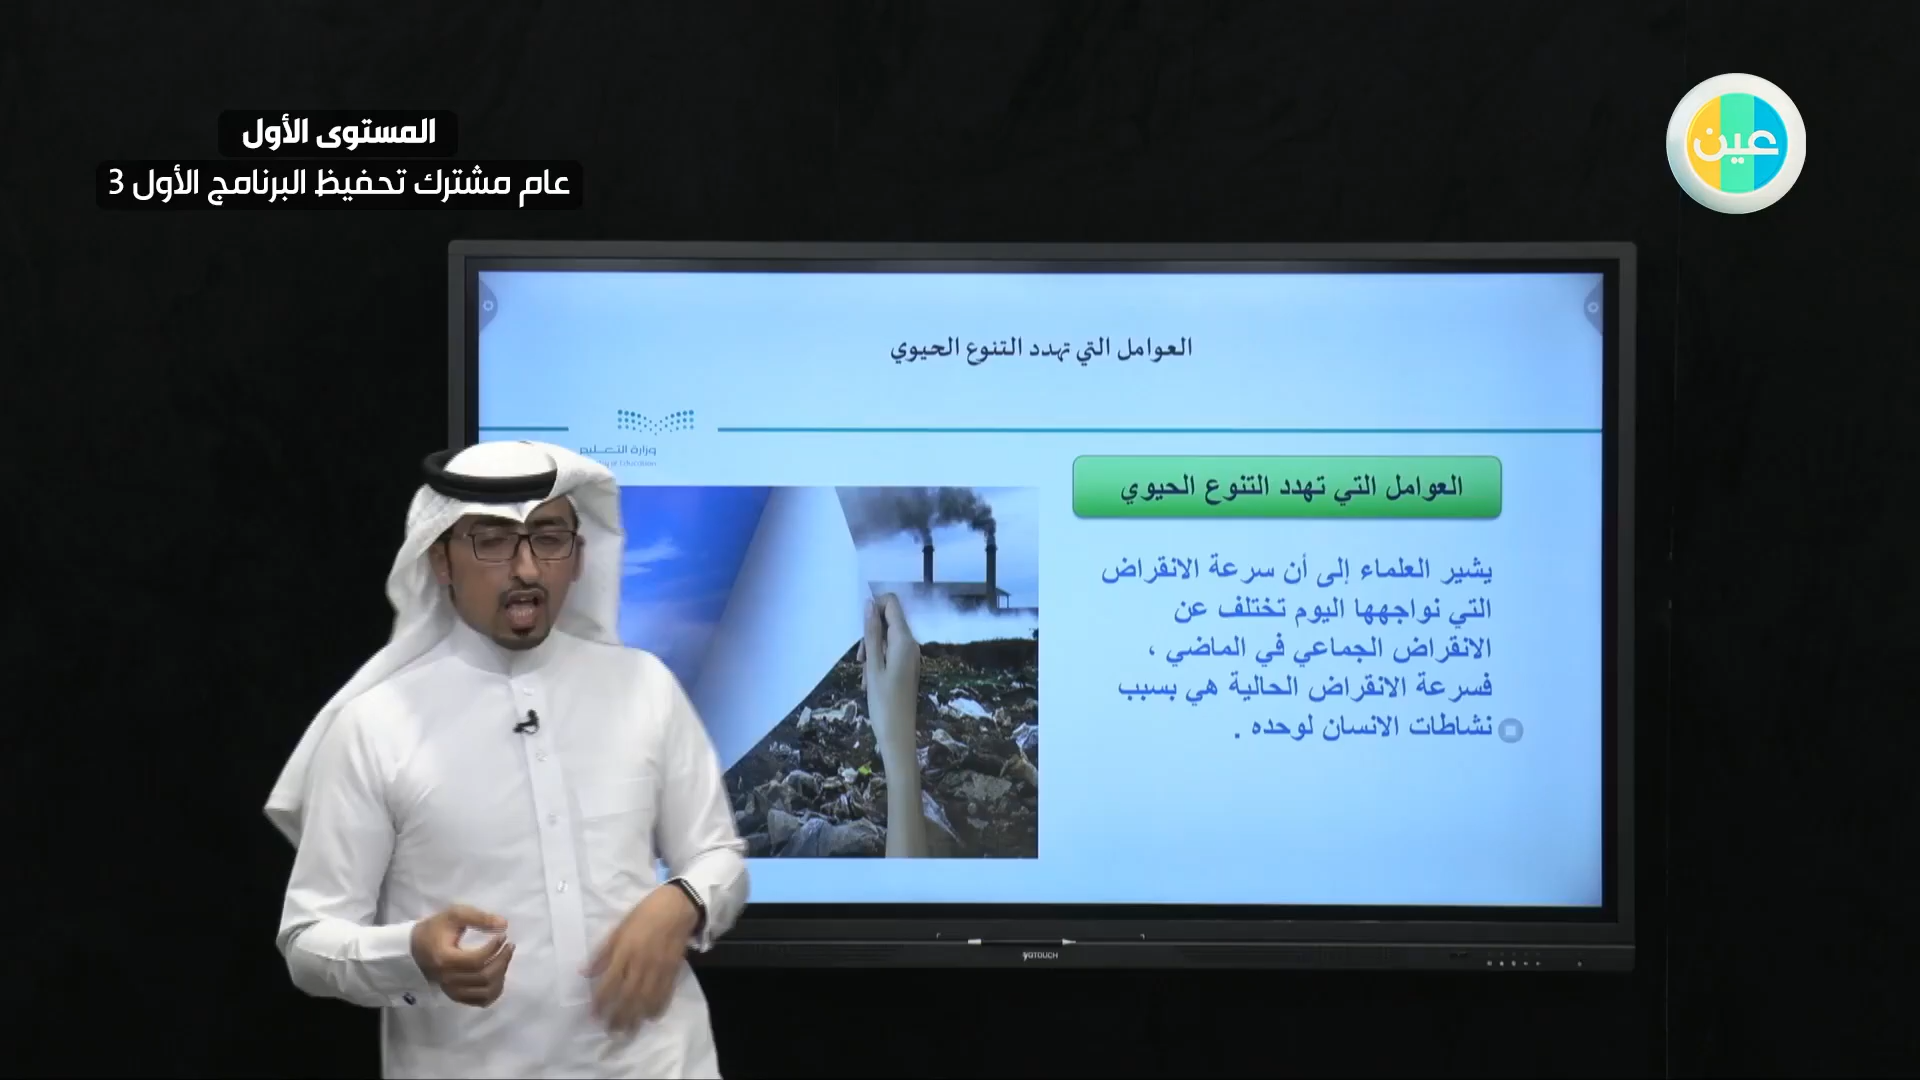 المستوى الأول
عام مشترك تحفيظ البرنامج الأول 3
عين
العوامل التي تهدد التنوع الحيوي
وزارة التعليم
العوامل التي تهدد التنوع الحيوي
يشير العلماء إلى أن سرعة الانقراض
التي نواجهها اليوم تختلف عن
الانقراض الجماعي في الماضي ،
فسرعة الانقراض الحالية هي بسبب
نشاطات الانسان لوحده .